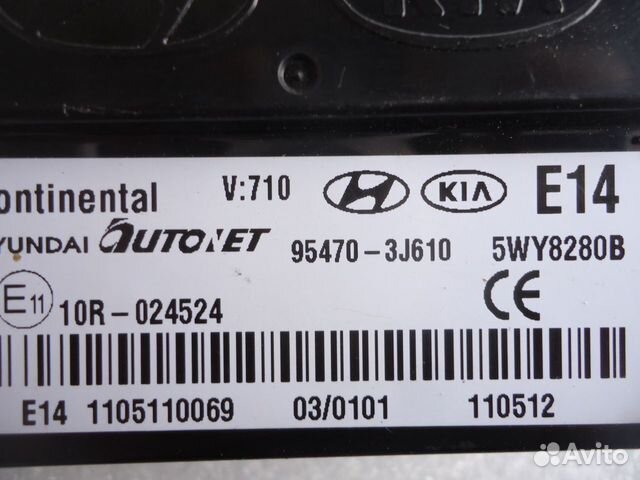 ontinental V:710 KIA E14
YUNDAI AUTONET 95470-3J610 5WY8280B
E11 10R-024524 CE
E14 1105110069 03/0101 110512
Avito